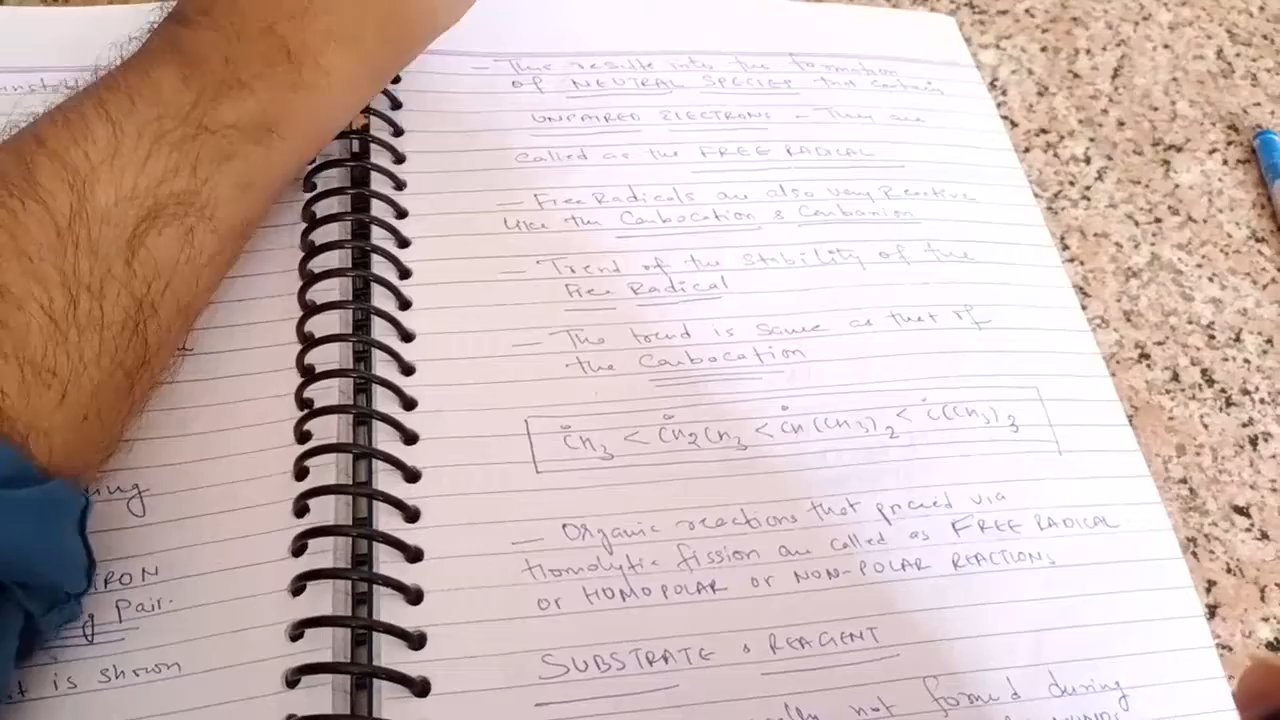 unstabl
ing
IRON
g Pair.
t is shown
- This results into the formation
of NEUTRAL SPECIES that contain
UNPAIRED ELECTRONS - They are
called as the FREE RADICAL
- Free Radicals are also very Reactive
like the Carbocation & Carbanion
- Trend of the stability of the
Free Radical
- The trend is same as that of
the Carbocation
ĊH₃ < ĊH₂CH₃ < ĊH(CH₃)₂ < Ċ(CH₃)₃
- Organic reactions that proceed via
Homolytic fission are called as FREE RADICAL
or HOMOPOLAR or NON-POLAR REACTIONS
SUBSTRATE & REAGENT
ally not formed during